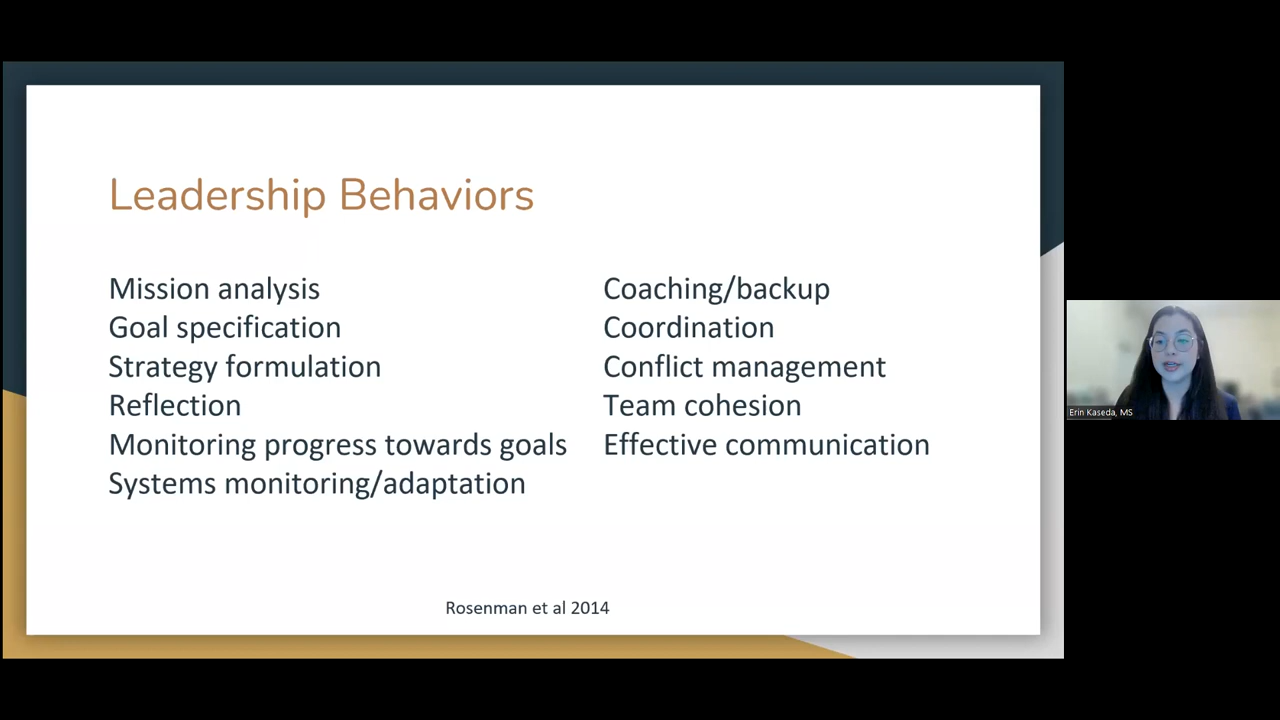 Leadership Behaviors
Mission analysis
Goal specification
Strategy formulation
Reflection
Monitoring progress towards goals
Systems monitoring/adaptation
Coaching/backup
Coordination
Conflict management
Team cohesion
Effective communication
Rosenman et al 2014
Erin Kaseda, MS